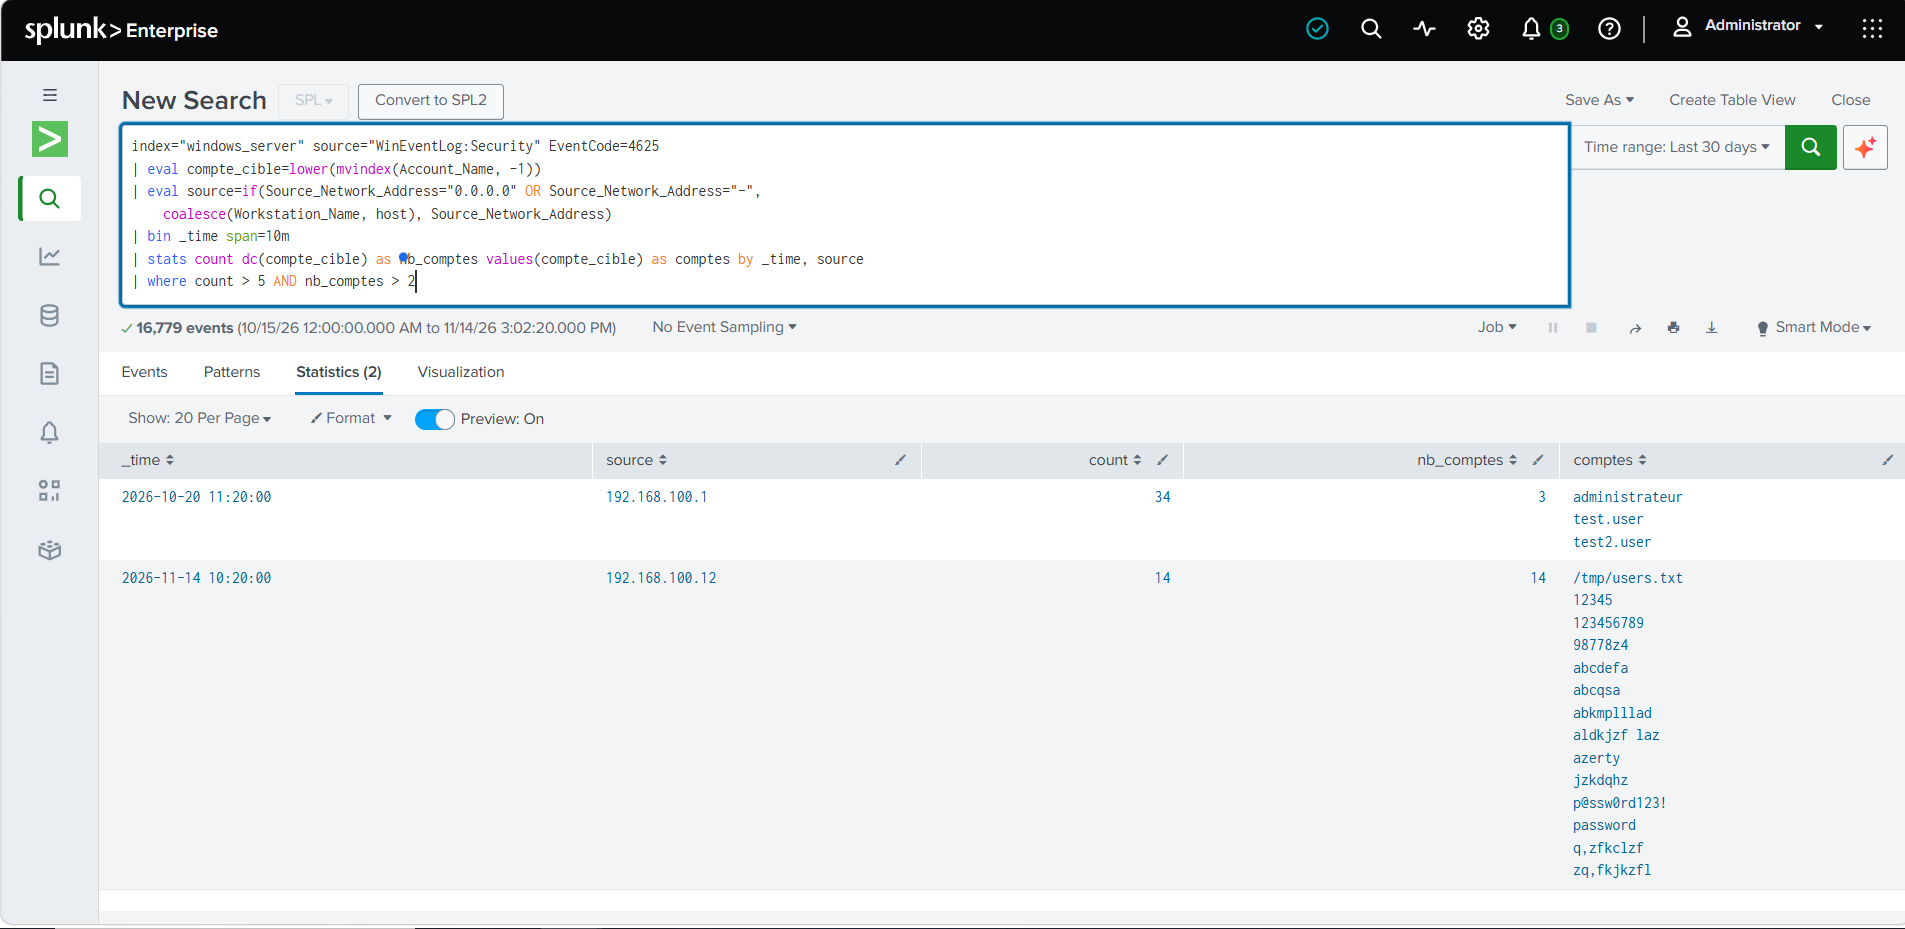 splunk> Enterprise
3
Administrator
New Search
SPL
Convert to SPL2
Save As
Create Table View
Close
index="windows_server" source="WinEventLog:Security" EventCode=4625
| eval compte_cible=lower(mvindex(Account_Name, -1))
| eval source=if(Source_Network_Address="0.0.0.0" OR Source_Network_Address="-",
coalesce(Workstation_Name, host), Source_Network_Address)
| bin _time span=10m
| stats count dc(compte_cible) as nb_comptes values(compte_cible) as comptes by _time, source
| where count > 5 AND nb_comptes > 2
Time range: Last 30 days
16,779 events (10/15/26 12:00:00.000 AM to 11/14/26 3:02:20.000 PM)
No Event Sampling
Job
Smart Mode
Events
Patterns
Statistics (2)
Visualization
Show: 20 Per Page
Format
Preview: On
_time
source
count
nb_comptes
comptes
2026-10-20 11:20:00
192.168.100.1
34
3
administrateur
test.user
test2.user
2026-11-14 10:20:00
192.168.100.12
14
14
/tmp/users.txt
12345
123456789
98778z4
abcdefa
abcqsa
abkmplllad
aldkjzf laz
azerty
jzkdqhz
p@ssw0rd123!
password
q,zfkclzf
zq,fkjkzfl